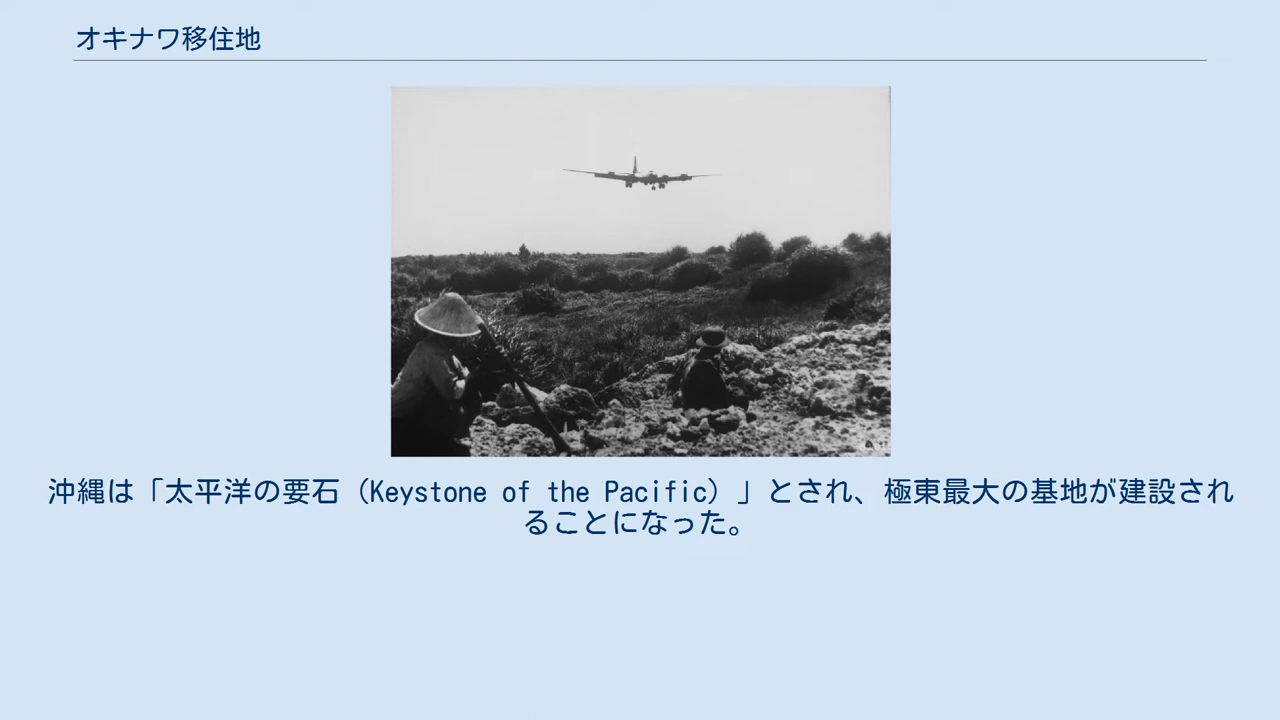 オキナワ移住地
沖縄は「太平洋の要石（Keystone of the Pacific）」とされ、極東最大の基地が建設され
ることになった。